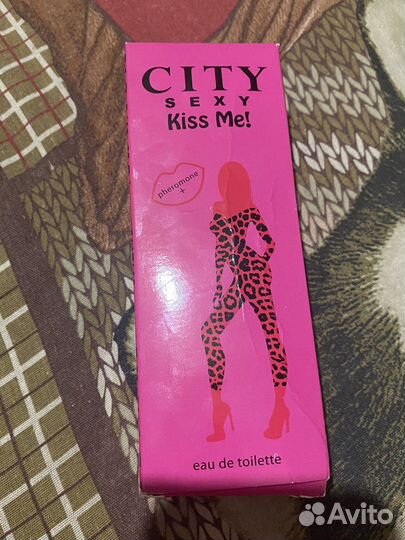 CITY
SEXY
Kiss Me!
pheromone
+
eau de toilette
Avito